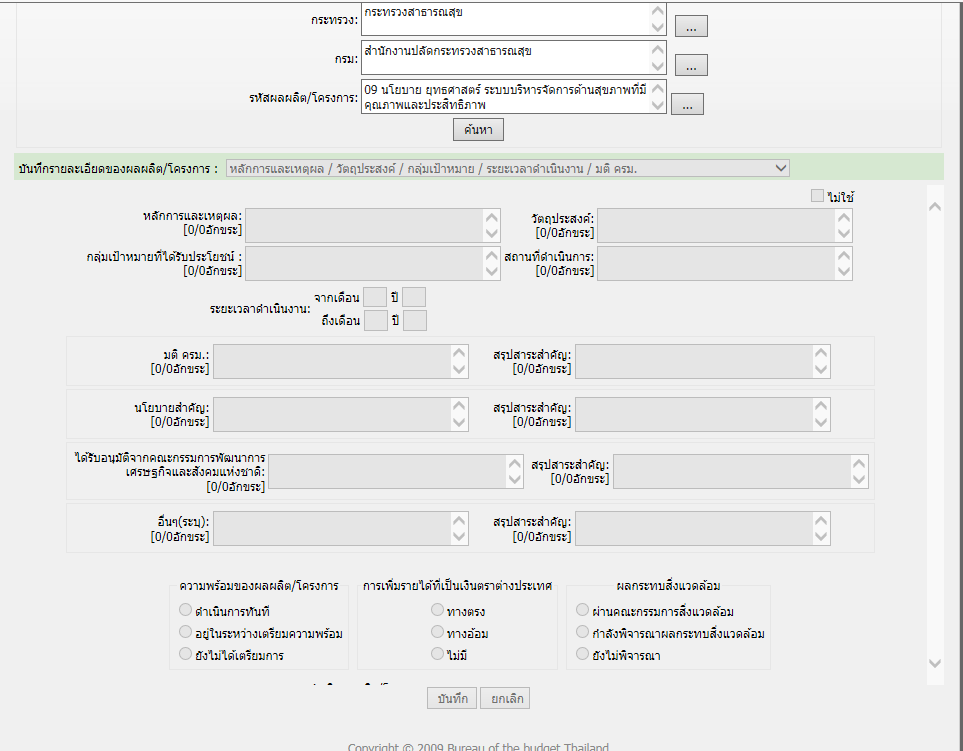 กระทรวง: กระทรวงสาธารณสุข ...
กรม: สำนักงานปลัดกระทรวงสาธารณสุข ...
รหัสผลผลิต/โครงการ: 09 นโยบาย ยุทธศาสตร์ ระบบบริหารจัดการด้านสุขภาพที่มี
คุณภาพและประสิทธิภาพ ...
ค้นหา
บันทึกรายละเอียดของผลผลิต/โครงการ : หลักการและเหตุผล / วัตถุประสงค์ / กลุ่มเป้าหมาย / ระยะเวลาดำเนินงาน / มติ ครม.
ไม่ใช้
หลักการและเหตุผล: วัตถุประสงค์:
[0/0อักขระ] [0/0อักขระ]
กลุ่มเป้าหมายที่ได้รับประโยชน์ : สถานที่ดำเนินการ:
[0/0อักขระ] [0/0อักขระ]
ระยะเวลาดำเนินงาน: จากเดือน ปี
ถึงเดือน ปี
มติ ครม.: สรุปสาระสำคัญ:
[0/0อักขระ] [0/0อักขระ]
นโยบายสำคัญ: สรุปสาระสำคัญ:
[0/0อักขระ] [0/0อักขระ]
ได้รับอนุมัติจากคณะกรรมการพัฒนาการ
เศรษฐกิจและสังคมแห่งชาติ: สรุปสาระสำคัญ:
[0/0อักขระ] [0/0อักขระ]
อื่นๆ(ระบุ): สรุปสาระสำคัญ:
[0/0อักขระ] [0/0อักขระ]
ความพร้อมของผลผลิต/โครงการ การเพิ่มรายได้ที่เป็นเงินตราต่างประเทศ ผลกระทบสิ่งแวดล้อม
ดำเนินการทันที ทางตรง ผ่านคณะกรรมการสิ่งแวดล้อม
อยู่ในระหว่างเตรียมความพร้อม ทางอ้อม กำลังพิจารณาผลกระทบสิ่งแวดล้อม
ยังไม่ได้เตรียมการ ไม่มี ยังไม่พิจารณา
บันทึก ยกเลิก
Copyright © 2009 Bureau of the budget Thailand